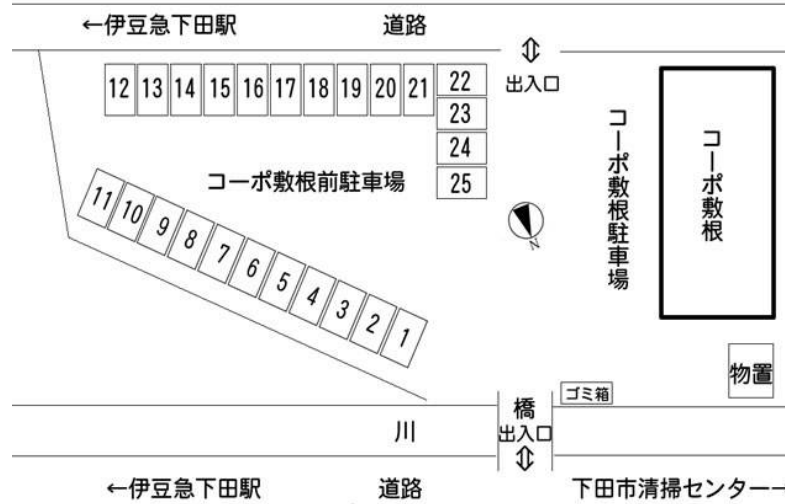 ←伊豆急下田駅
道路
出入口
12 13 14 15 16 17 18 19 20 21
22
23
24
25
コーポ敷根前駐車場
コーポ敷根駐車場
コーポ敷根
N
11 10 9 8 7 6 5 4 3 2 1
物置
ゴミ箱
橋
出入口
川
←伊豆急下田駅
道路
下田市清掃センター→